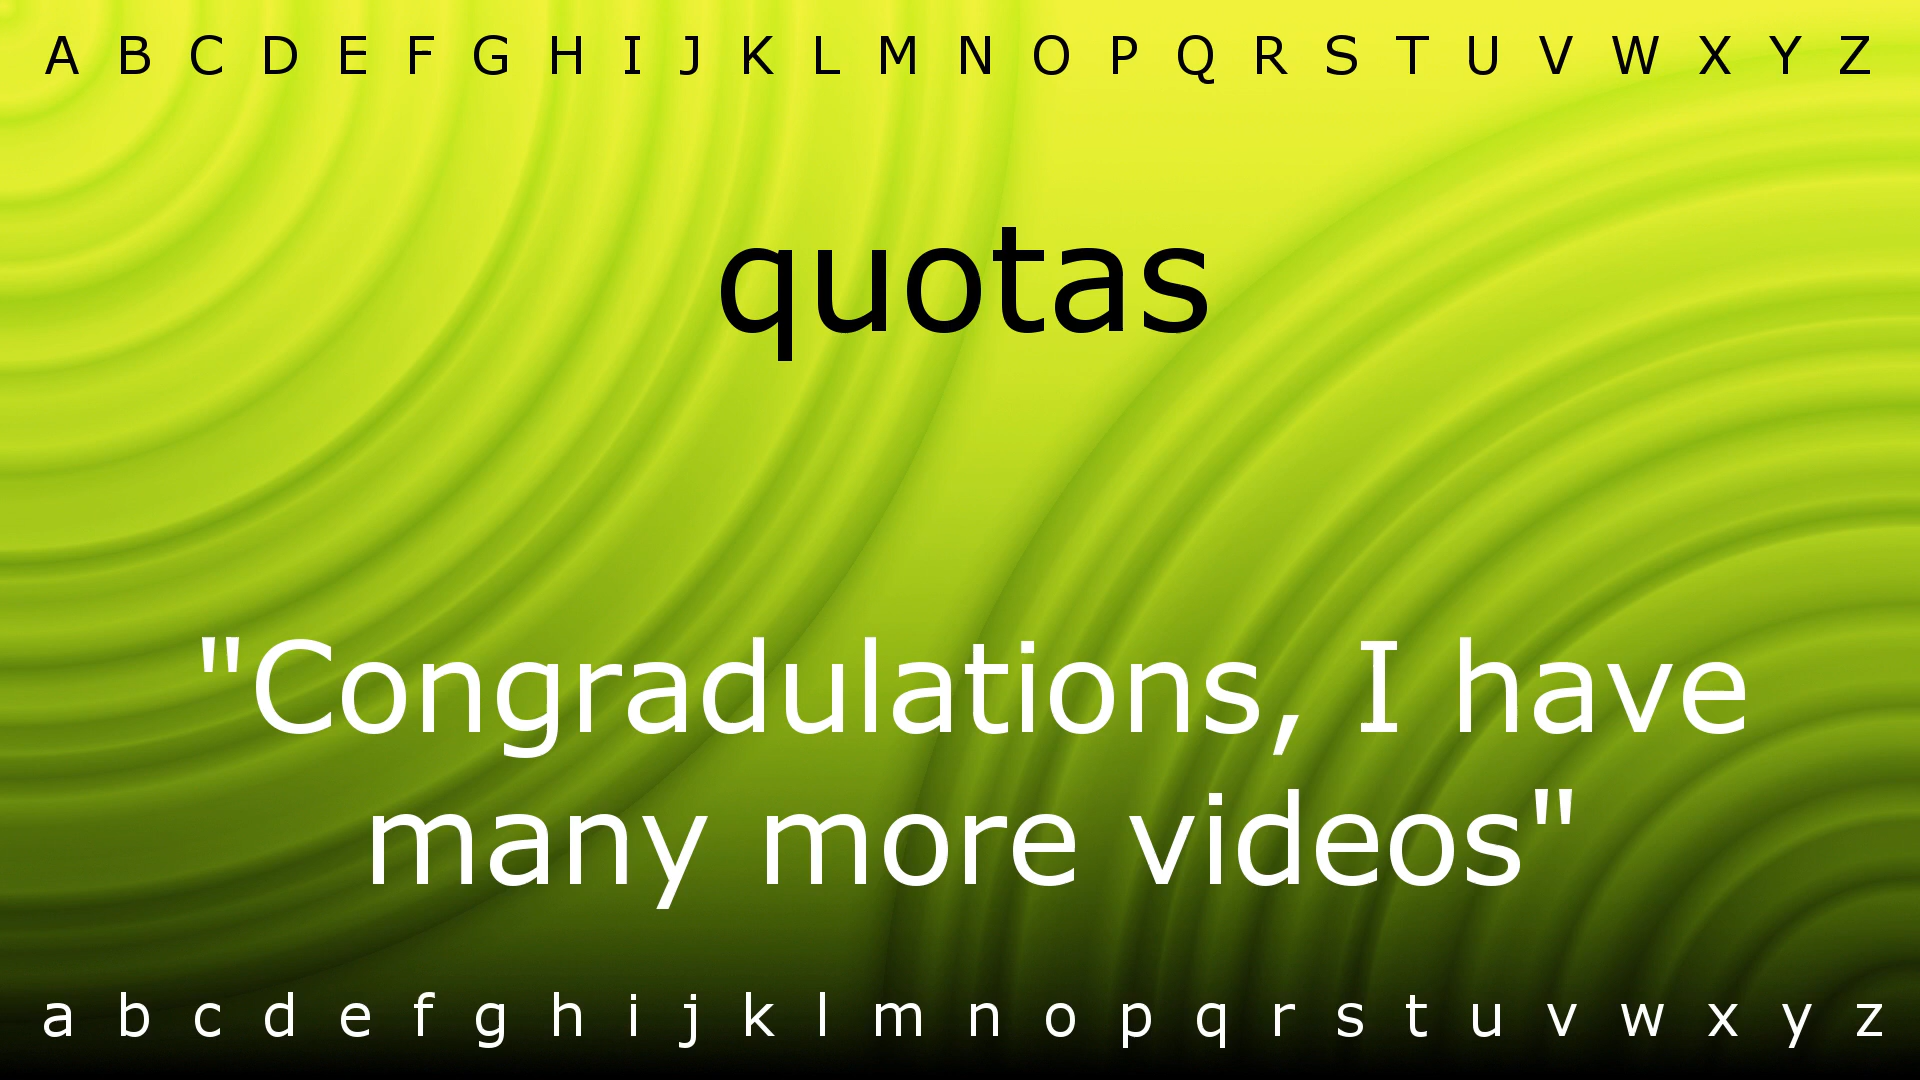 A B C D E F G H I J K L M N O P Q R S T U V W X Y Z
quotas
"Congradulations, I have
many more videos"
a b c d e f g h i j k l m n o p q r s t u v w x y z